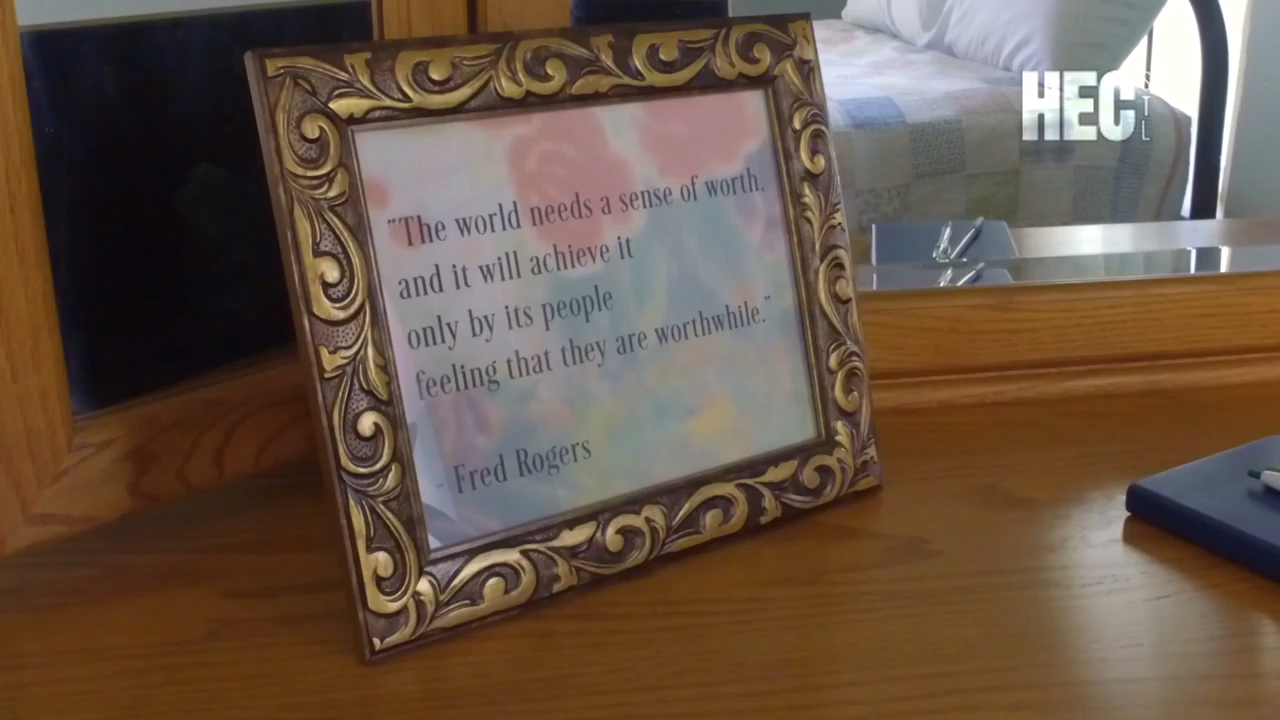 HEC
STL
"The world needs a sense of worth,
and it will achieve it
only by its people
feeling that they are worthwhile."
- Fred Rogers